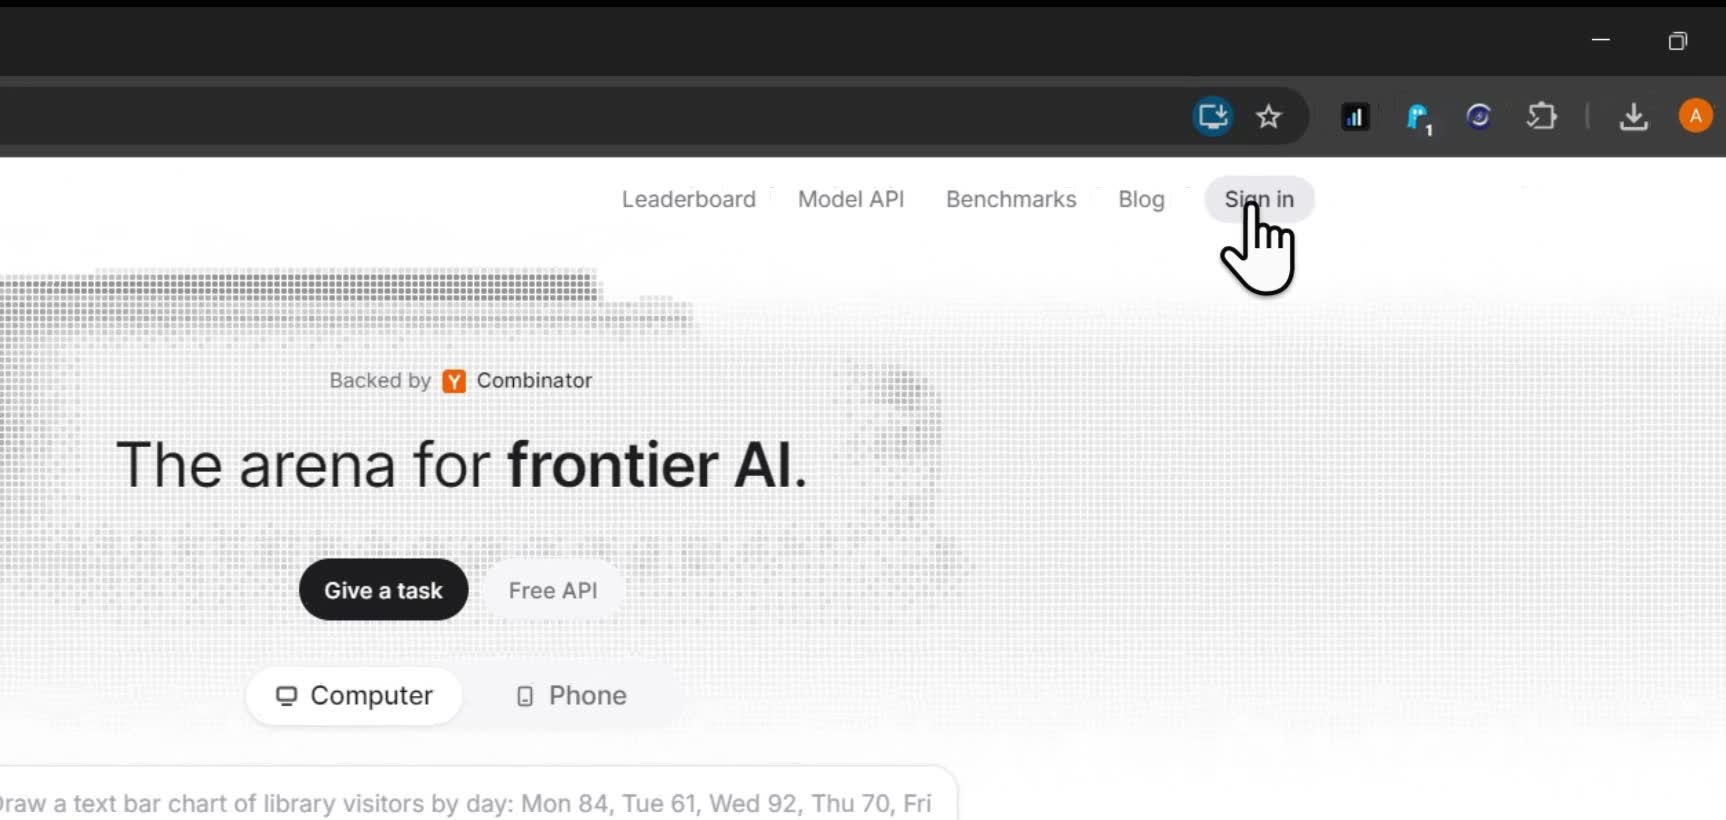 1
A
Leaderboard Model API Benchmarks Blog Sign in
Backed by Y Combinator
The arena for frontier AI.
Give a task Free API
Computer Phone
raw a text bar chart of library visitors by day: Mon 84, Tue 61, Wed 92, Thu 70, Fri